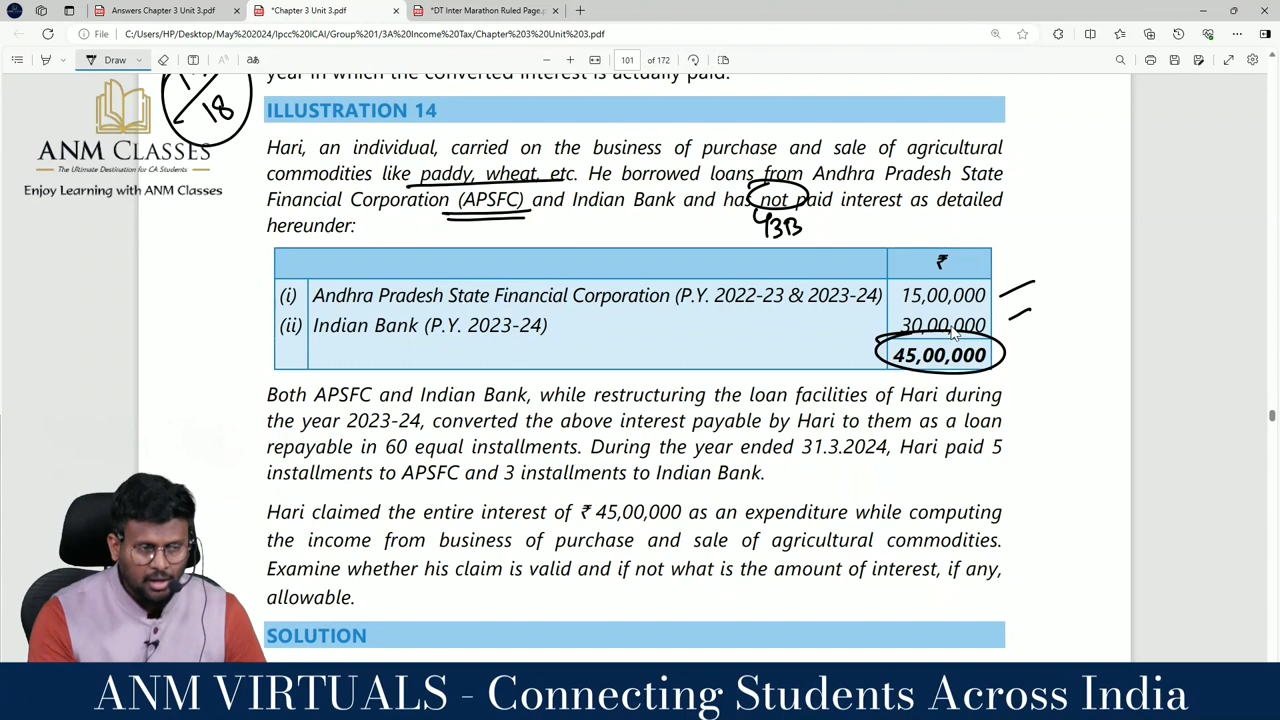 Answers Chapter 3 Unit 3.pdf
*Chapter 3 Unit 3.pdf
*DT Inter Marathon Ruled Page.p
File
C:/Users/HP/Desktop/May%202024/Ipcc%20ICAI/Group%201/3A%20Income%20Tax/Chapter%203%20Unit%203.pdf
Draw
101 of 172
year in which the converted interest is actually paid.
18
ANM CLASSES
The Ultimate Destination for CA Students
Enjoy Learning with ANM Classes
ILLUSTRATION 14
Hari, an individual, carried on the business of purchase and sale of agricultural
commodities like paddy, wheat, etc. He borrowed loans from Andhra Pradesh State
Financial Corporation (APSFC) and Indian Bank and has not paid interest as detailed
hereunder:
43B
₹
(i) Andhra Pradesh State Financial Corporation (P.Y. 2022-23 & 2023-24) 15,00,000
(ii) Indian Bank (P.Y. 2023-24) 30,00,000
45,00,000
Both APSFC and Indian Bank, while restructuring the loan facilities of Hari during
the year 2023-24, converted the above interest payable by Hari to them as a loan
repayable in 60 equal installments. During the year ended 31.3.2024, Hari paid 5
installments to APSFC and 3 installments to Indian Bank.
Hari claimed the entire interest of ₹ 45,00,000 as an expenditure while computing
the income from business of purchase and sale of agricultural commodities.
Examine whether his claim is valid and if not what is the amount of interest, if any,
allowable.
SOLUTION
ANM VIRTUALS - Connecting Students Across India